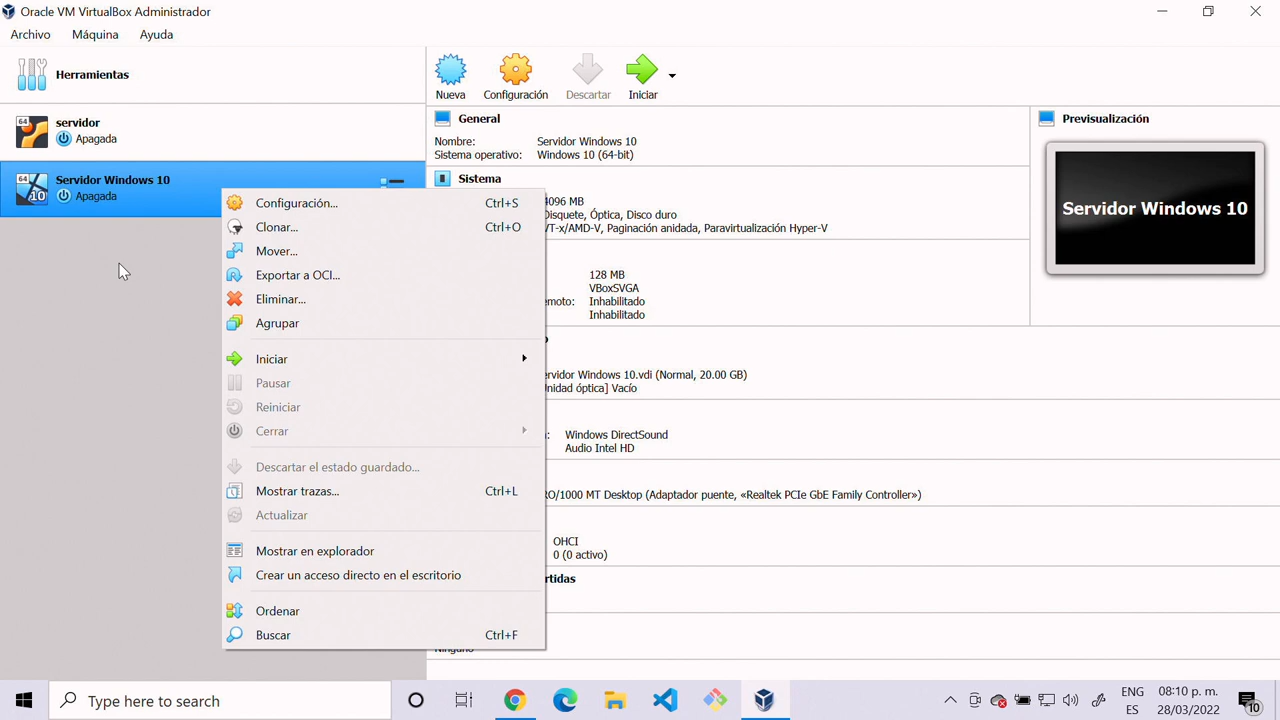 Oracle VM VirtualBox Administrador
Archivo Máquina Ayuda
Herramientas
64
servidor
Apagada
64
10
Servidor Windows 10
Apagada
Nueva
Configuración
Descartar
Iniciar
Configuración... Ctrl+S
Clonar... Ctrl+O
Mover...
Exportar a OCI...
Eliminar...
Agrupar
Iniciar
Pausar
Reiniciar
Cerrar
Descartar el estado guardado...
Mostrar trazas... Ctrl+L
Actualizar
Mostrar en explorador
Crear un acceso directo en el escritorio
Ordenar
Buscar Ctrl+F
General
Nombre: Servidor Windows 10
Sistema operativo: Windows 10 (64-bit)
Sistema
4096 MB
Disquete, Óptica, Disco duro
VT-x/AMD-V, Paginación anidada, Paravirtualización Hyper-V
128 MB
VBoxSVGA
emoto: Inhabilitado
Inhabilitado
ervidor Windows 10.vdi (Normal, 20.00 GB)
nidad óptica] Vacío
Windows DirectSound
Audio Intel HD
RO/1000 MT Desktop (Adaptador puente, «Realtek PCIe GbE Family Controller»)
OHCI
0 (0 activo)
rtidas
Ninguno
Previsualización
Servidor Windows 10
Type here to search
ENG
ES
08:10 p. m.
28/03/2022
10